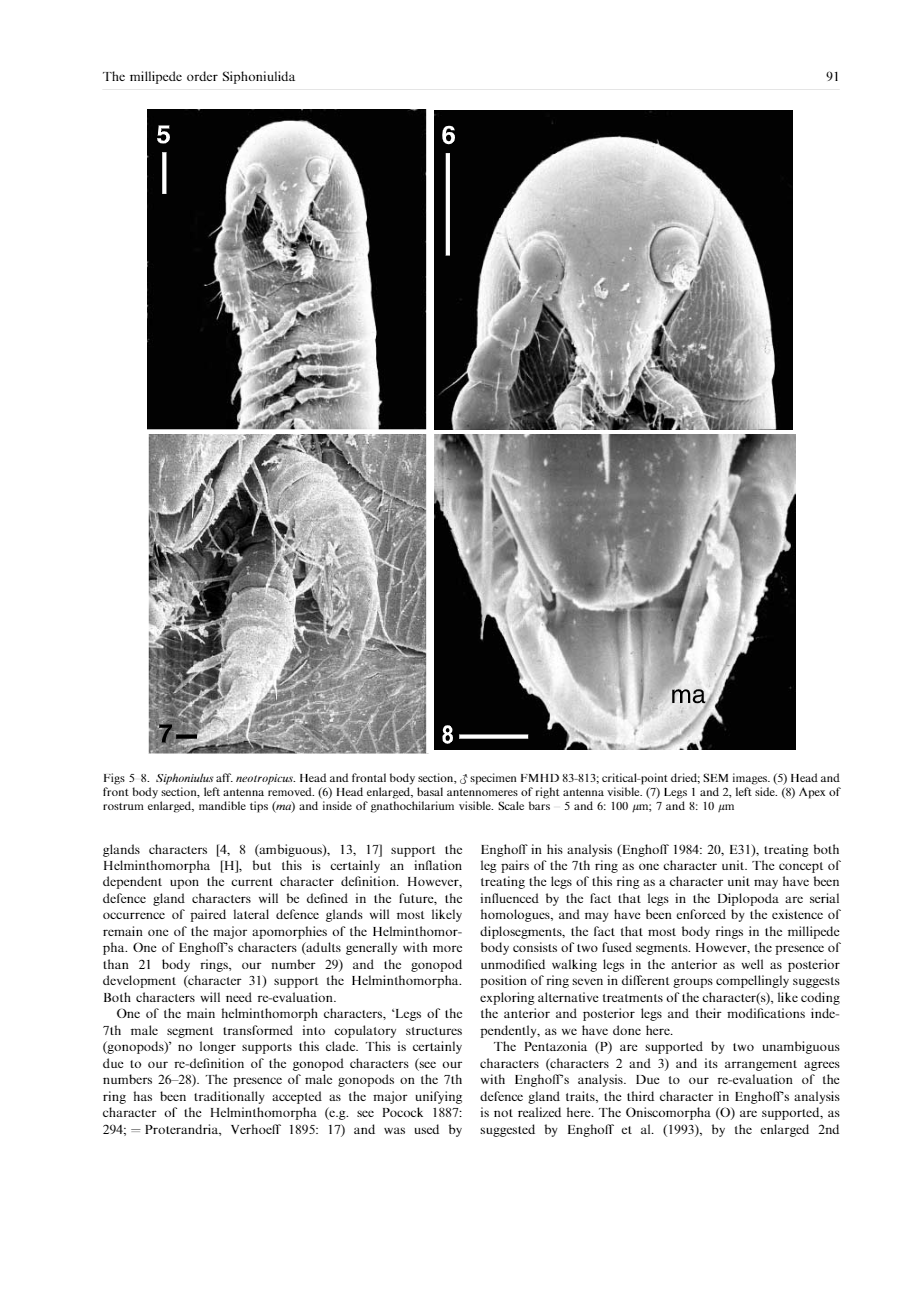 The millipede order Siphoniulida 91
5
6
7
8
ma
Figs 5–8. Siphoniulus aff. neotropicus. Head and frontal body section, ♂ specimen FMHD 83-813; critical-point dried; SEM images. (5) Head and
front body section, left antenna removed. (6) Head enlarged, basal antennomeres of right antenna visible. (7) Legs 1 and 2, left side. (8) Apex of
rostrum enlarged, mandible tips (ma) and inside of gnathochilarium visible. Scale bars – 5 and 6: 100 μm; 7 and 8: 10 μm
glands characters [4, 8 (ambiguous), 13, 17] support the
Helminthomorpha [H], but this is certainly an inflation
dependent upon the current character definition. However,
defence gland characters will be defined in the future, the
occurrence of paired lateral defence glands will most likely
remain one of the major apomorphies of the Helminthomor-
pha. One of Enghoff's characters (adults generally with more
than 21 body rings, our number 29) and the gonopod
development (character 31) support the Helminthomorpha.
Both characters will need re-evaluation.
One of the main helminthomorph characters, 'Legs of the
7th male segment transformed into copulatory structures
(gonopods)' no longer supports this clade. This is certainly
due to our re-definition of the gonopod characters (see our
numbers 26–28). The presence of male gonopods on the 7th
ring has been traditionally accepted as the major unifying
character of the Helminthomorpha (e.g. see Pocock 1887:
294; = Proterandria, Verhoeff 1895: 17) and was used by
Enghoff in his analysis (Enghoff 1984: 20, E31), treating both
leg pairs of the 7th ring as one character unit. The concept of
treating the legs of this ring as a character unit may have been
influenced by the fact that legs in the Diplopoda are serial
homologues, and may have been enforced by the existence of
diplosegments, the fact that most body rings in the millipede
body consists of two fused segments. However, the presence of
unmodified walking legs in the anterior as well as posterior
position of ring seven in different groups compellingly suggests
exploring alternative treatments of the character(s), like coding
the anterior and posterior legs and their modifications inde-
pendently, as we have done here.
The Pentazonia (P) are supported by two unambiguous
characters (characters 2 and 3) and its arrangement agrees
with Enghoff's analysis. Due to our re-evaluation of the
defence gland traits, the third character in Enghoff's analysis
is not realized here. The Oniscomorpha (O) are supported, as
suggested by Enghoff et al. (1993), by the enlarged 2nd